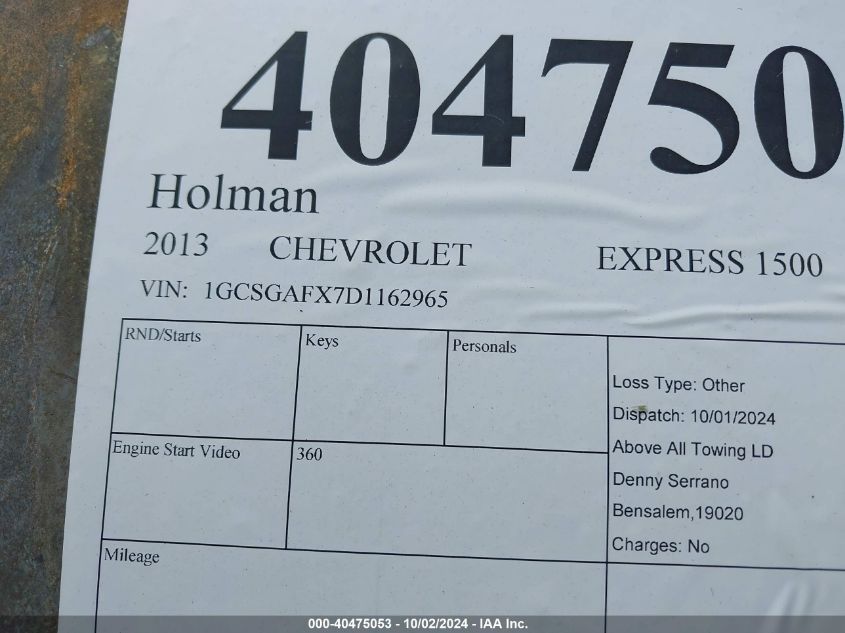 404750
Holman
2013 CHEVROLET EXPRESS 1500
VIN: 1GCSGAFX7D1162965
RND/Starts Keys Personals
Loss Type: Other
Dispatch: 10/01/2024
Above All Towing LD
Engine Start Video 360
Denny Serrano
Bensalem,19020
Charges: No
Mileage
000-40475053 - 10/02/2024 - IAA Inc.